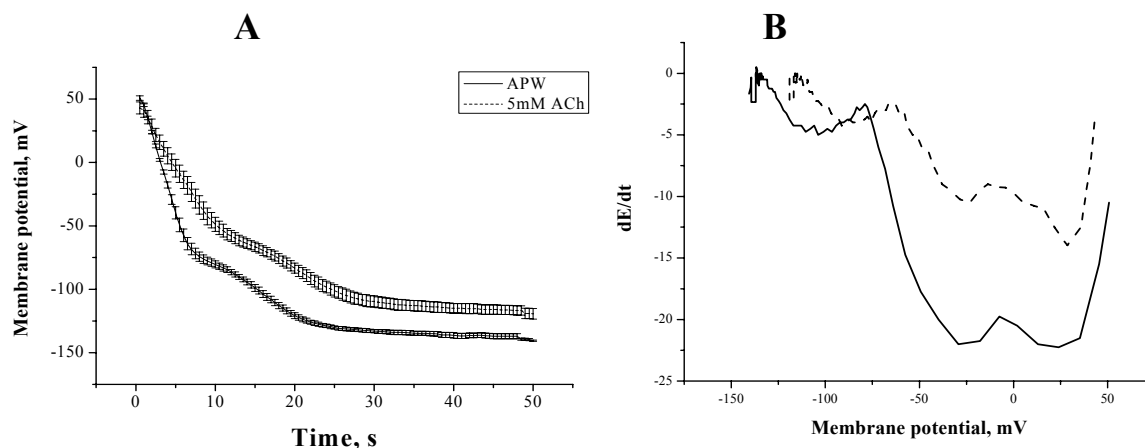 A
B
APW
5mM ACh
50
0
-50
-100
-150
Membrane potential, mV
0 10 20 30 40 50
Time, s
0
-5
-10
-15
-20
-25
dE/dt
-150 -100 -50 0 50
Membrane potential, mV